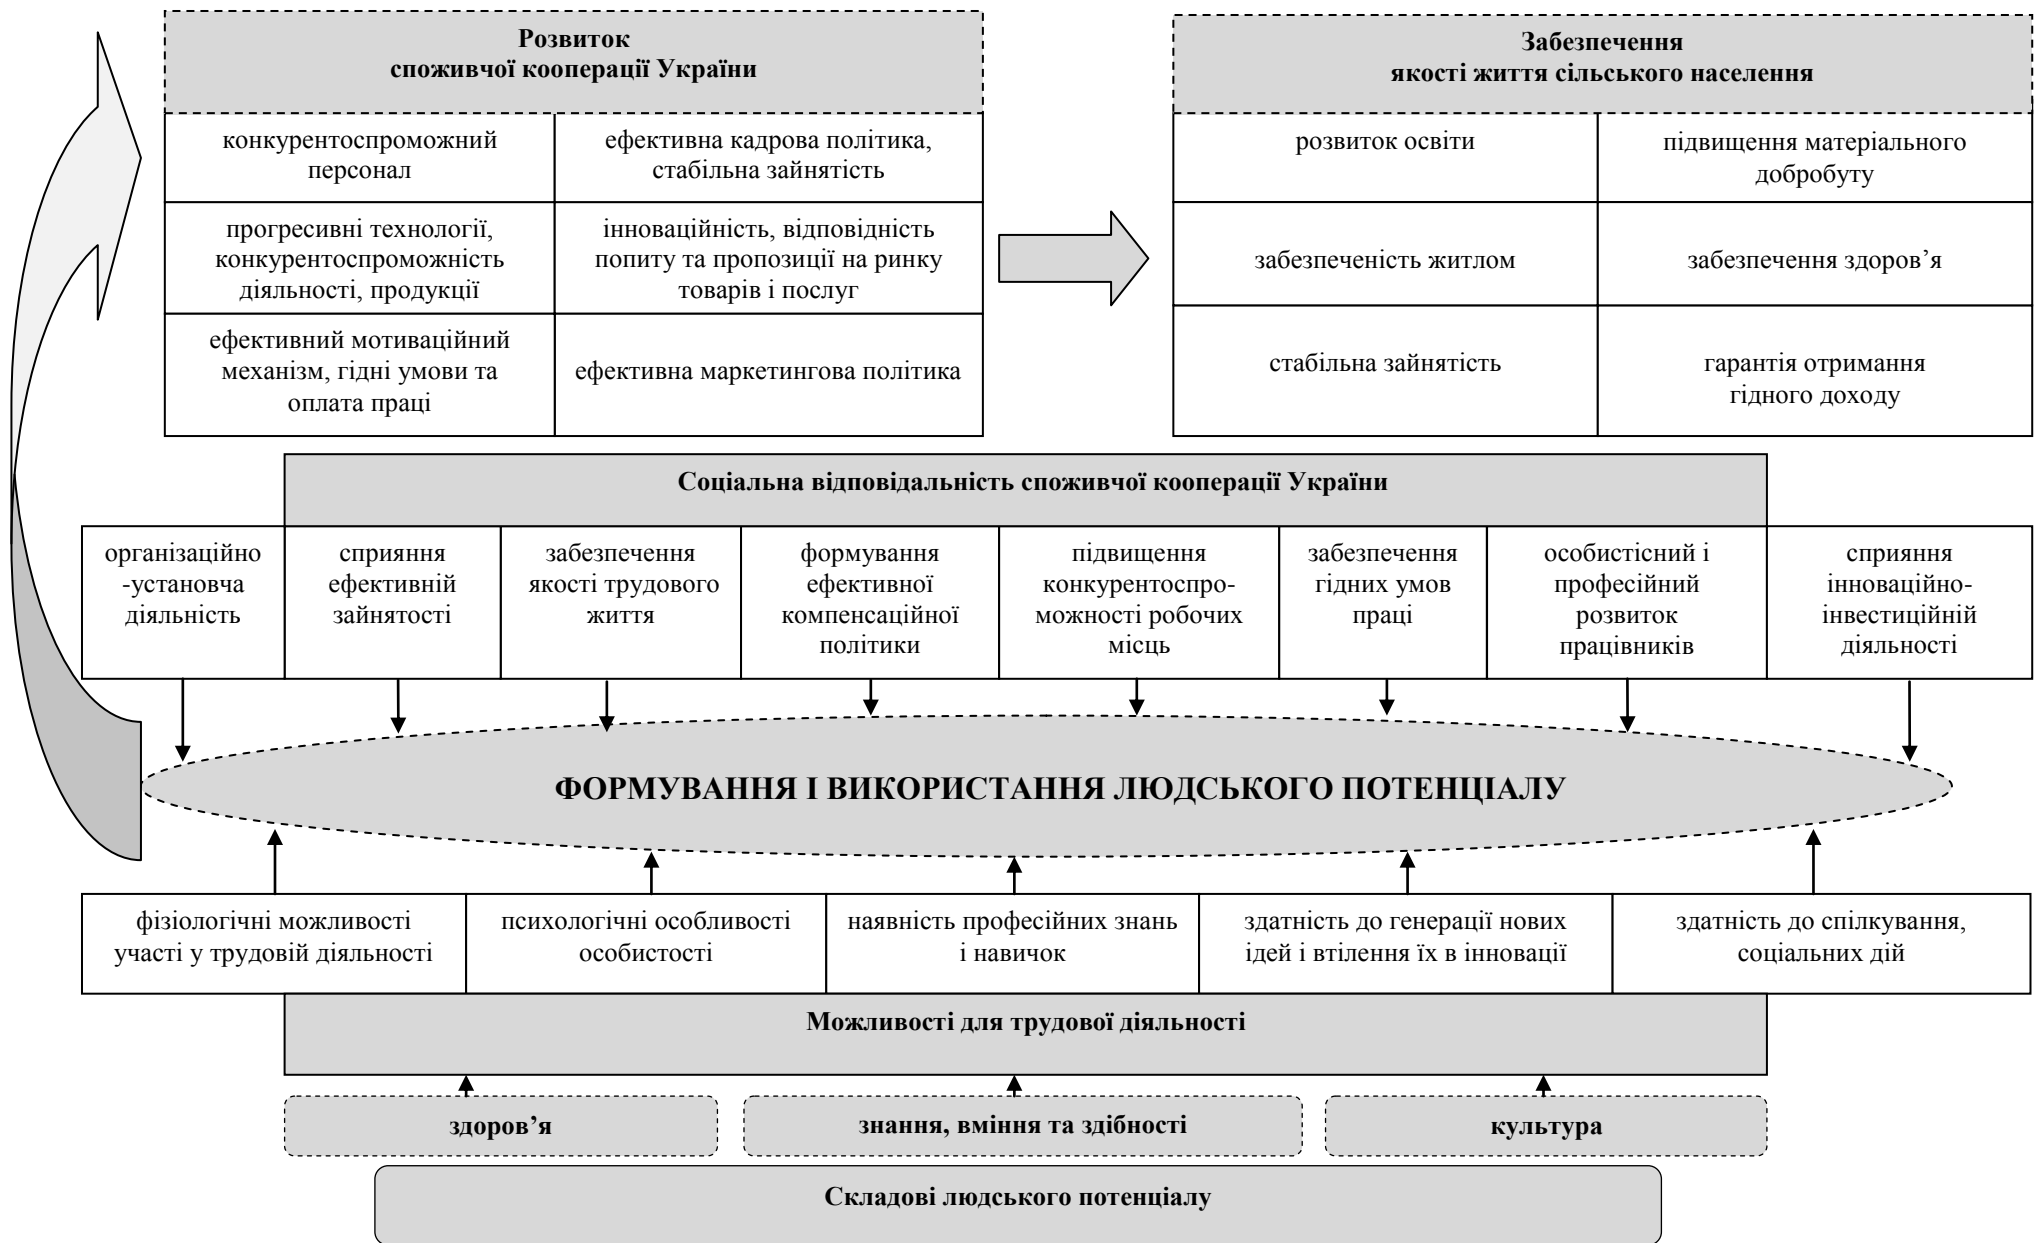 Розвиток
споживчої кооперації України
конкурентоспроможний
персонал
ефективна кадрова політика,
стабільна зайнятість
прогресивні технології,
конкурентоспроможність
діяльності, продукції
інноваційність, відповідність
попиту та пропозиції на ринку
товарів і послуг
ефективний мотиваційний
механізм, гідні умови та
оплата праці
ефективна маркетингова політика
Забезпечення
якості життя сільського населення
розвиток освіти
підвищення матеріального
добробуту
забезпеченість житлом
забезпечення здоров’я
стабільна зайнятість
гарантія отримання
гідного доходу
Соціальна відповідальність споживчої кооперації України
організаційно
-установча
діяльність
сприяння
ефективній
зайнятості
забезпечення
якості трудового
життя
формування
ефективної
компенсаційної
політики
підвищення
конкурентоспро-
можності робочих
місць
забезпечення
гідних умов
праці
особистісний і
професійний
розвиток
працівників
сприяння
інноваційно-
інвестиційній
діяльності
ФОРМУВАННЯ І ВИКОРИСТАННЯ ЛЮДСЬКОГО ПОТЕНЦІАЛУ
фізіологічні можливості
участі у трудовій діяльності
психологічні особливості
особистості
наявність професійних знань
і навичок
здатність до генерації нових
ідей і втілення їх в інновації
здатність до спілкування,
соціальних дій
Можливості для трудової діяльності
здоров’я
знання, вміння та здібності
культура
Складові людського потенціалу